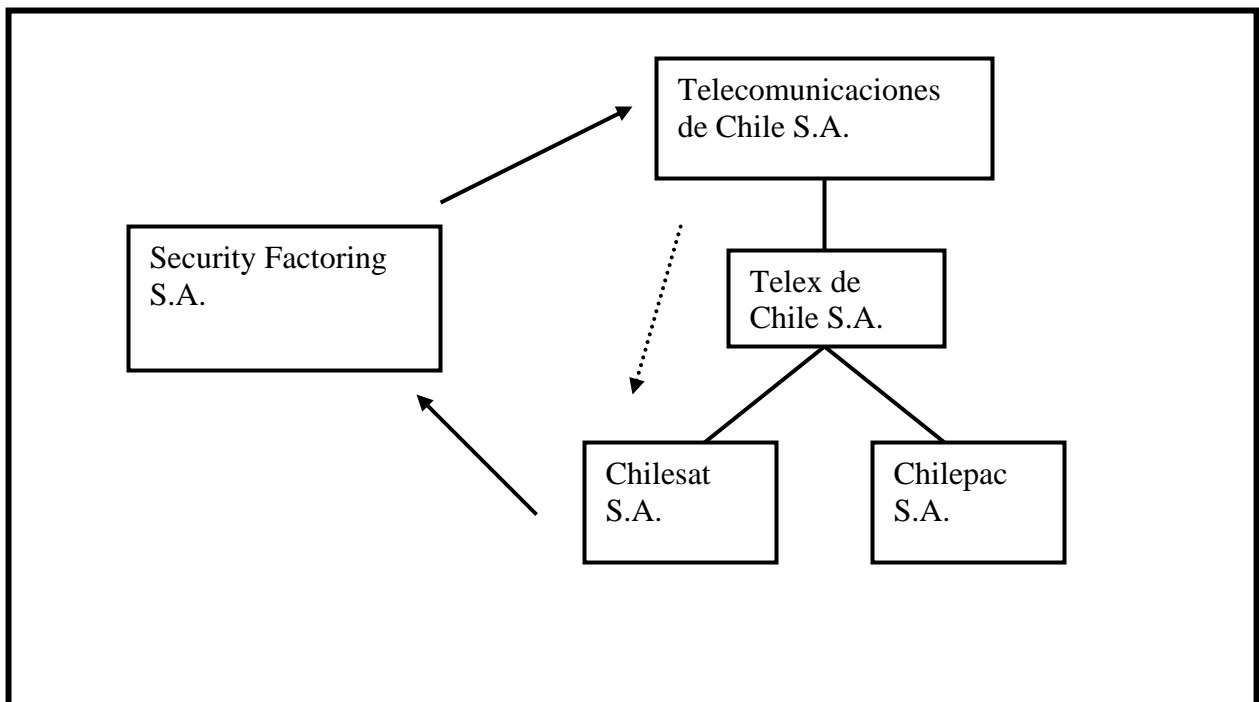 Telecomunicaciones
de Chile S.A.
Security Factoring
S.A.
Telex de
Chile S.A.
Chilesat
S.A.
Chilepac
S.A.